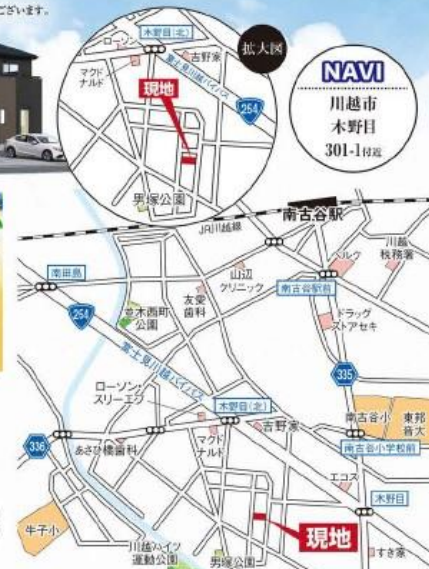 ございます。
拡大図
木野目(北)
ローソン
吉野家
マクド
ナルド
富士見川越バイパス
254
現地
男塚公園
NAVI
川越市
木野目
301-1付近
南古谷駅
JR川越線
南田島
山辺
クリニック
ベルク
川越
税務署
南古谷駅前
254
並木西町
公園
友愛
歯科
ドラッグ
ストアセキ
335
富士見川越バイパス
ローソン・
スリーエフ
木野目(北)
吉野家
南古谷小
東邦
音大
336
あさひ橋歯科
マクド
ナルド
南古谷小学校前
エコス
木野目
牛子小
現地
川越ハイツ
運動公園
男塚公園
すき家